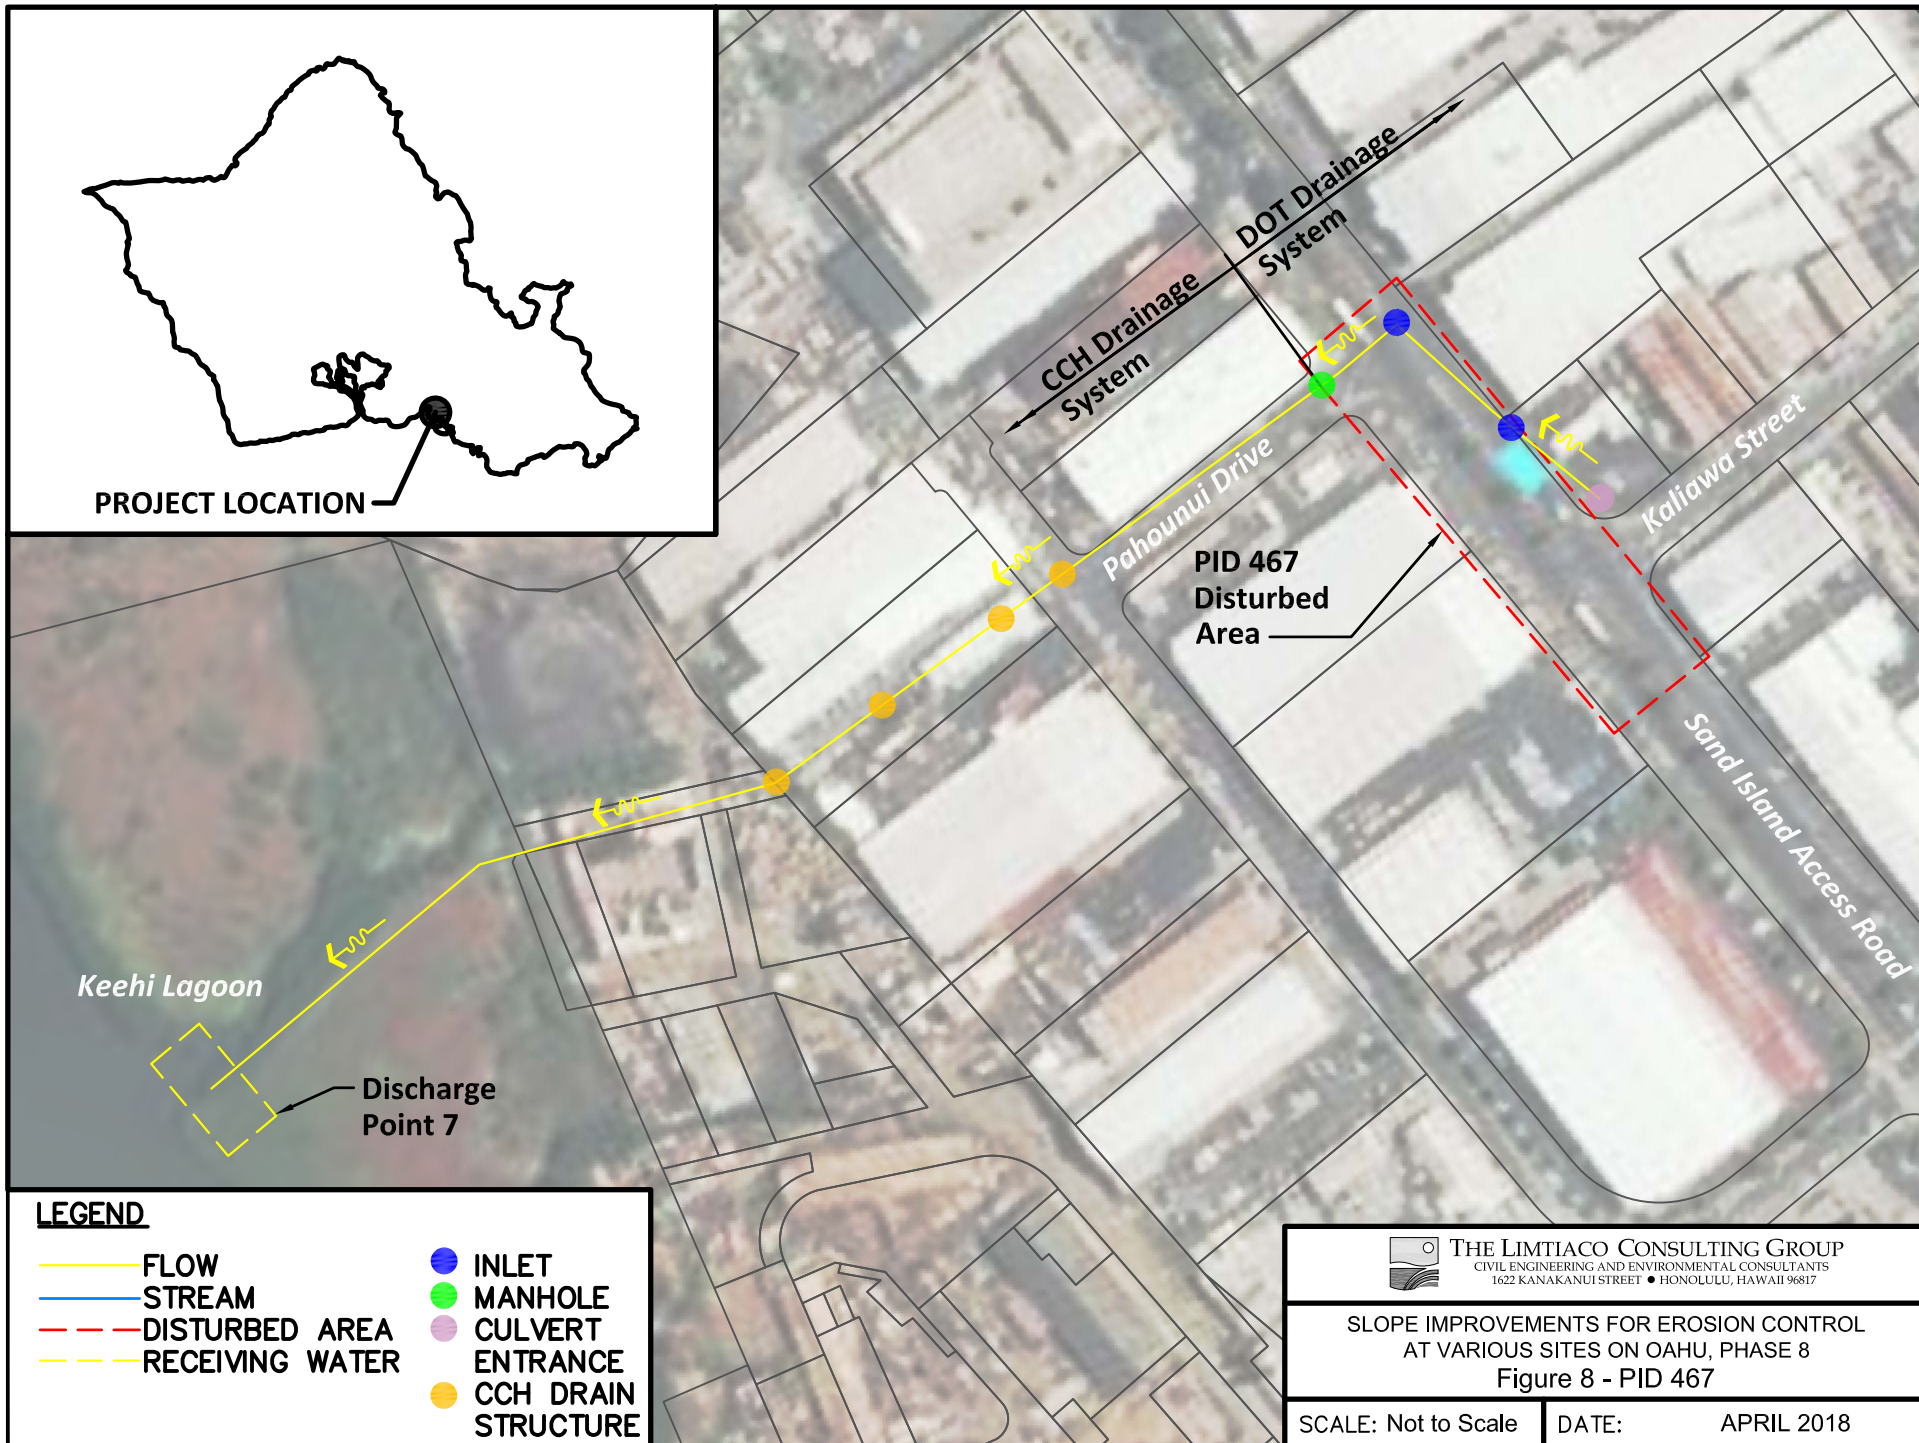 PROJECT LOCATION
DOT Drainage
System
CCH Drainage
System
Kaliawa Street
Pahounui Drive
PID 467
Disturbed
Area
Sand Island Access Road
Keehi Lagoon
Discharge
Point 7
LEGEND
FLOW
STREAM
DISTURBED AREA
RECEIVING WATER
INLET
MANHOLE
CULVERT
ENTRANCE
CCH DRAIN
STRUCTURE
THE LIMTIACO CONSULTING GROUP
CIVIL ENGINEERING AND ENVIRONMENTAL CONSULTANTS
1622 KANAKANUI STREET ● HONOLULU, HAWAII 96817
SLOPE IMPROVEMENTS FOR EROSION CONTROL
AT VARIOUS SITES ON OAHU, PHASE 8
Figure 8 - PID 467
SCALE: Not to Scale
DATE: APRIL 2018